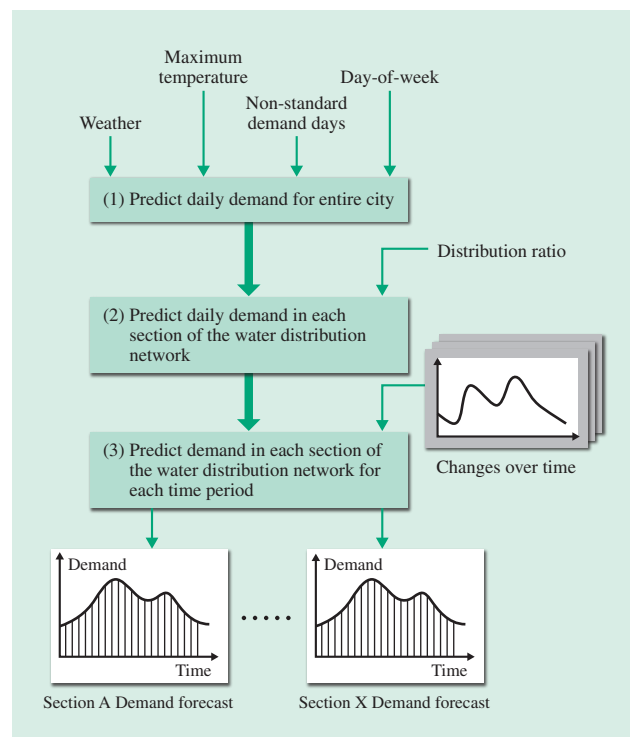 Maximum
temperature
Day-of-week
Non-standard
demand days
Weather
(1) Predict daily demand for entire city
Distribution ratio
(2) Predict daily demand in each
section of the water distribution
network
(3) Predict demand in each section of
the water distribution network for
each time period
Changes over time
Demand
Time
Demand
Time
Section A Demand forecast
Section X Demand forecast